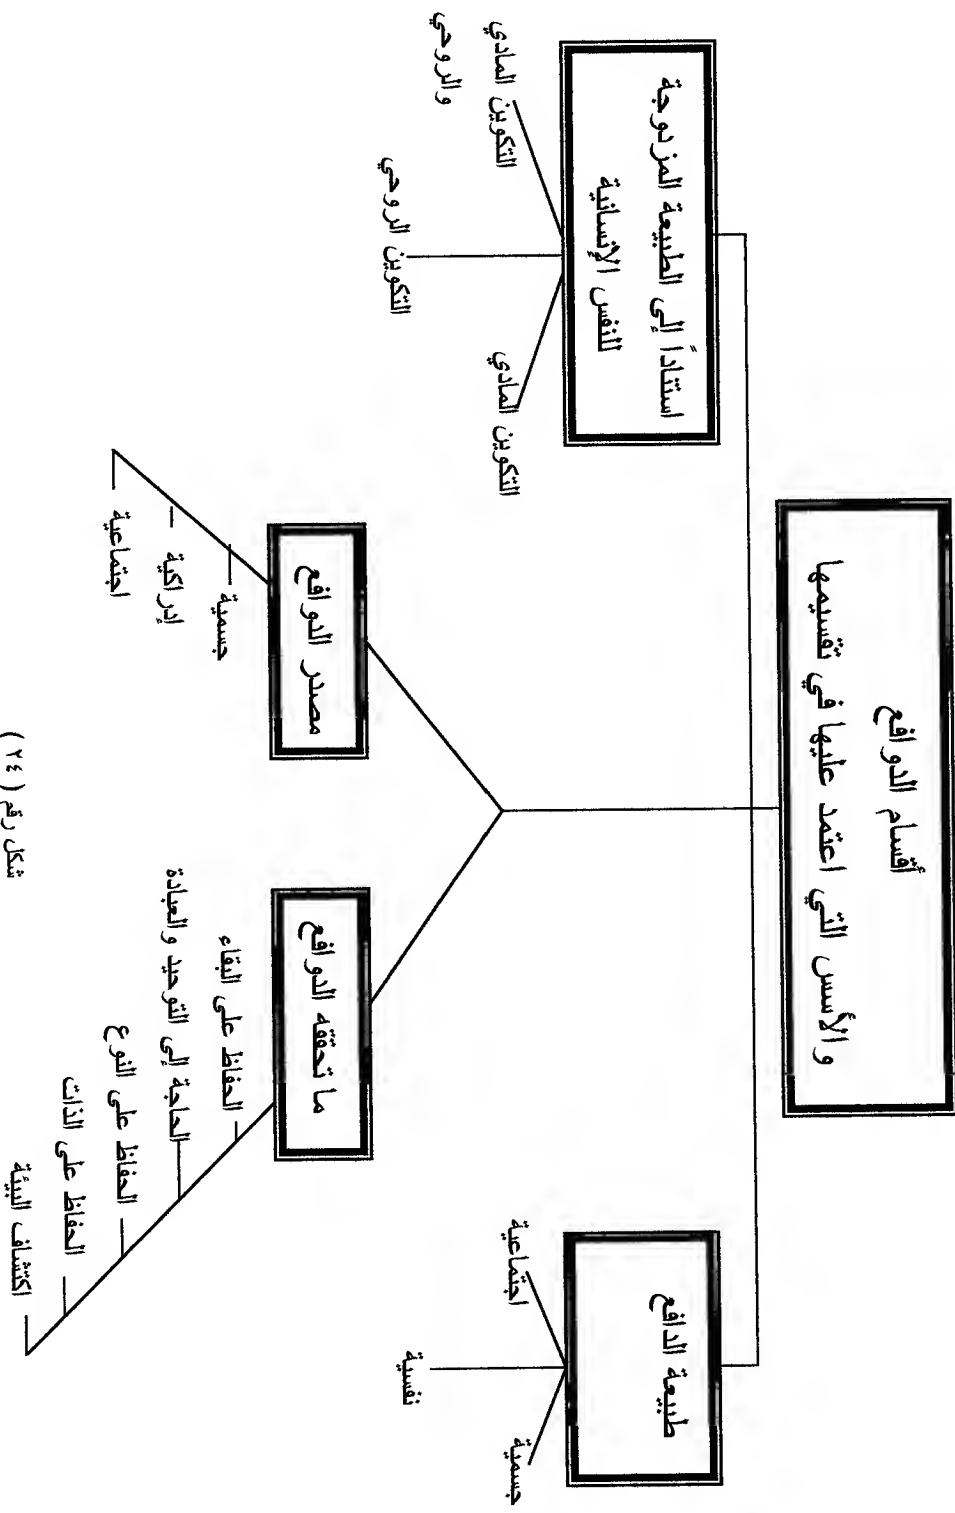 أقسام الدوافع
والأسس التي اعتمد عليها في تقسيمها
طبيعة الدافع
جسمية
نفسية
اجتماعية
استناداً إلى الطبيعة المزدوجة
للنفس الإنسانية
التكوين المادي
التكوين الروحي
التكوين المادي
والروحي
ما تحققه الدوافع
الحفاظ على البقاء
الحاجة إلى التوحيد والعبادة
الحفاظ على النوع
الحفاظ على الذات
اكتشاف البيئة
مصدر الدوافع
جسمية
إدراكية
اجتماعية
شكل رقم ( ٢٤ )